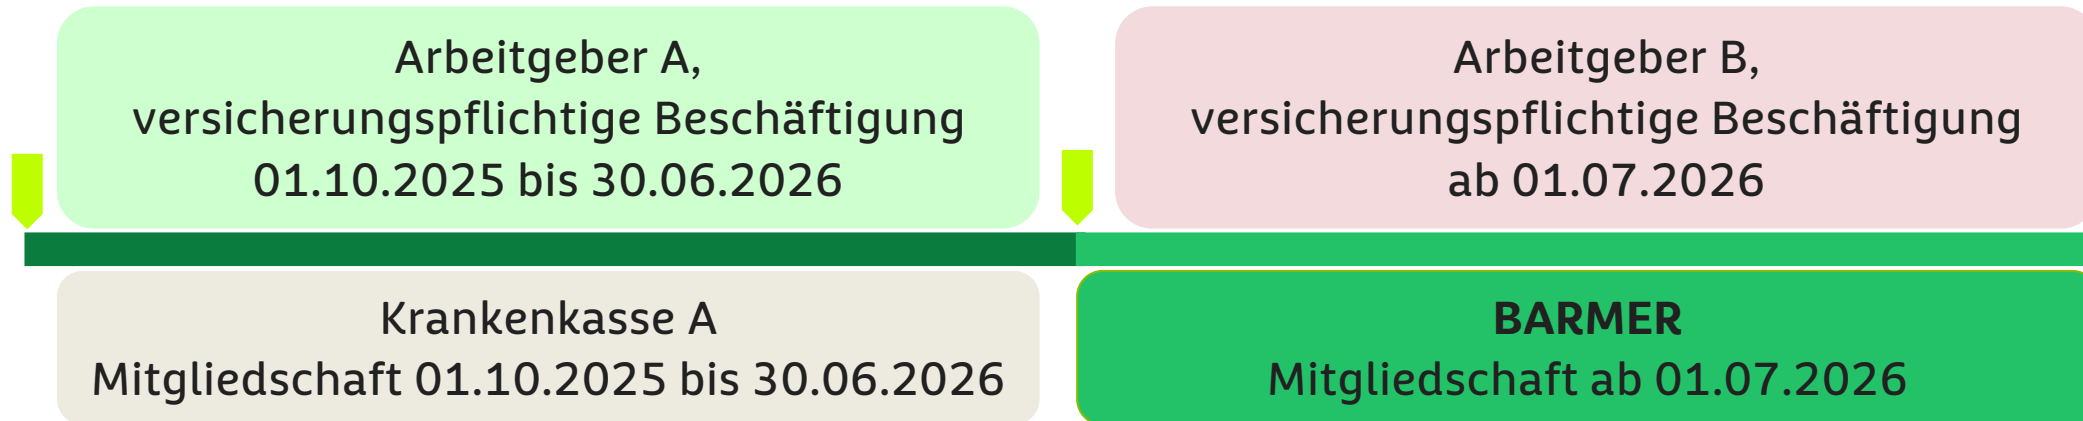 Arbeitgeber A,
versicherungspflichtige Beschäftigung
01.10.2025 bis 30.06.2026
Arbeitgeber B,
versicherungspflichtige Beschäftigung
ab 01.07.2026
Krankenkasse A
Mitgliedschaft 01.10.2025 bis 30.06.2026
BARMER
Mitgliedschaft ab 01.07.2026